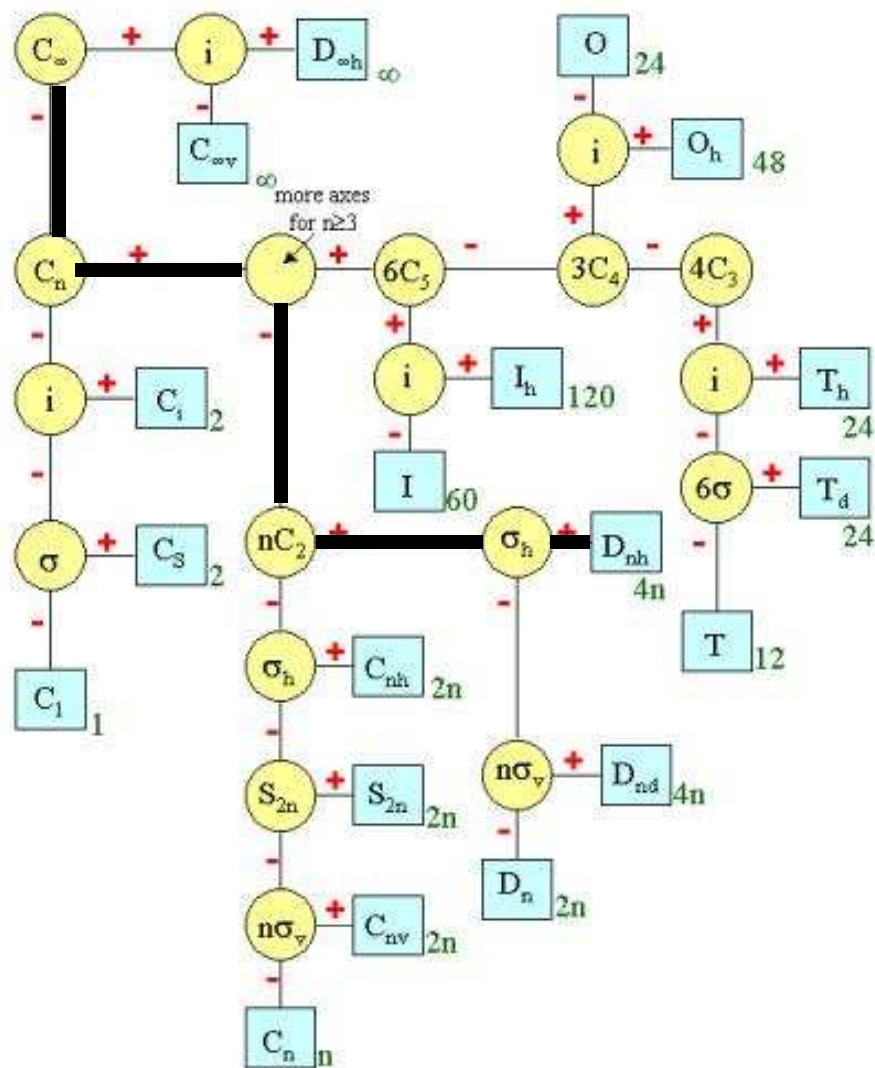 C∞ + i + D∞h ∞
- -
C∞v ∞
O 24
-
i + Oh 48
+
more axes
for n≥3
Cn + + 6C5 - 3C4 - 4C3
- - + +
i + Ci 2
i + Ih 120
i + Th 24
- - -
I 60
6σ + Td 24
-
T 12
σ + CS 2
-
C1 1
nC2 + σh + Dnh 4n
- -
σh + Cnh 2n
-
S2n + S2n 2n
nσv + Dnd 4n
- -
Dn 2n
nσv + Cnv 2n
-
Cn n